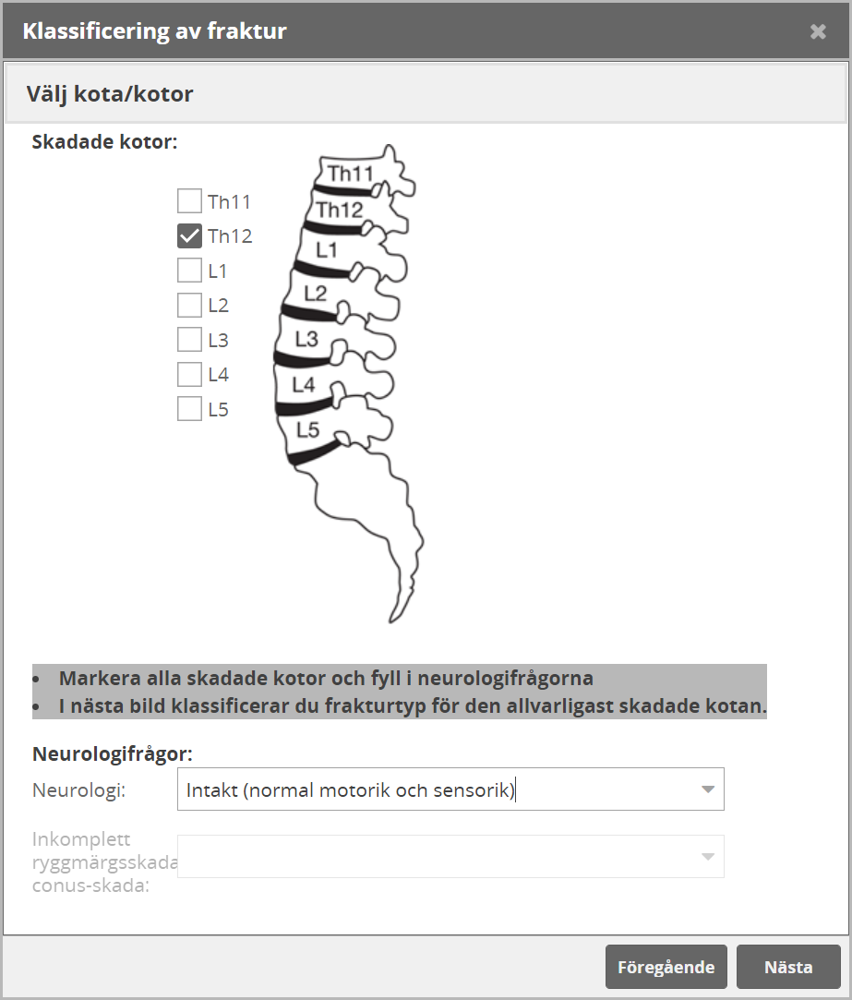 Klassificering av fraktur
Välj kota/kotor
Skadade kotor:
Th11
Th12
L1
L2
L3
L4
L5
Th11
Th12
L1
L2
L3
L4
L5
• Markera alla skadade kotor och fyll i neurologifrågorna
• I nästa bild klassificerar du frakturtyp för den allvarligast skadade kotan.
Neurologifrågor:
Neurologi:
Intakt (normal motorik och sensorik)
Inkomplett
ryggmärgsskada
conus-skada:
Föregående
Nästa